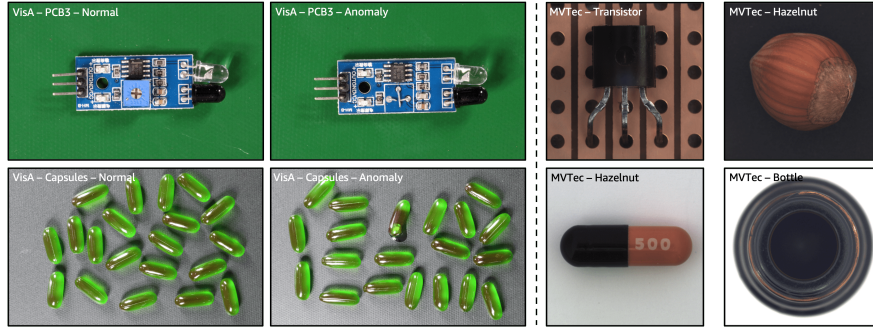 VisA – PCB3 – Normal
VisA – PCB3 – Anomaly
MVTec – Transistor
MVTec – Hazelnut
VisA – Capsules – Normal
VisA – Capsules – Anomaly
MVTec – Hazelnut
MVTec – Bottle
500